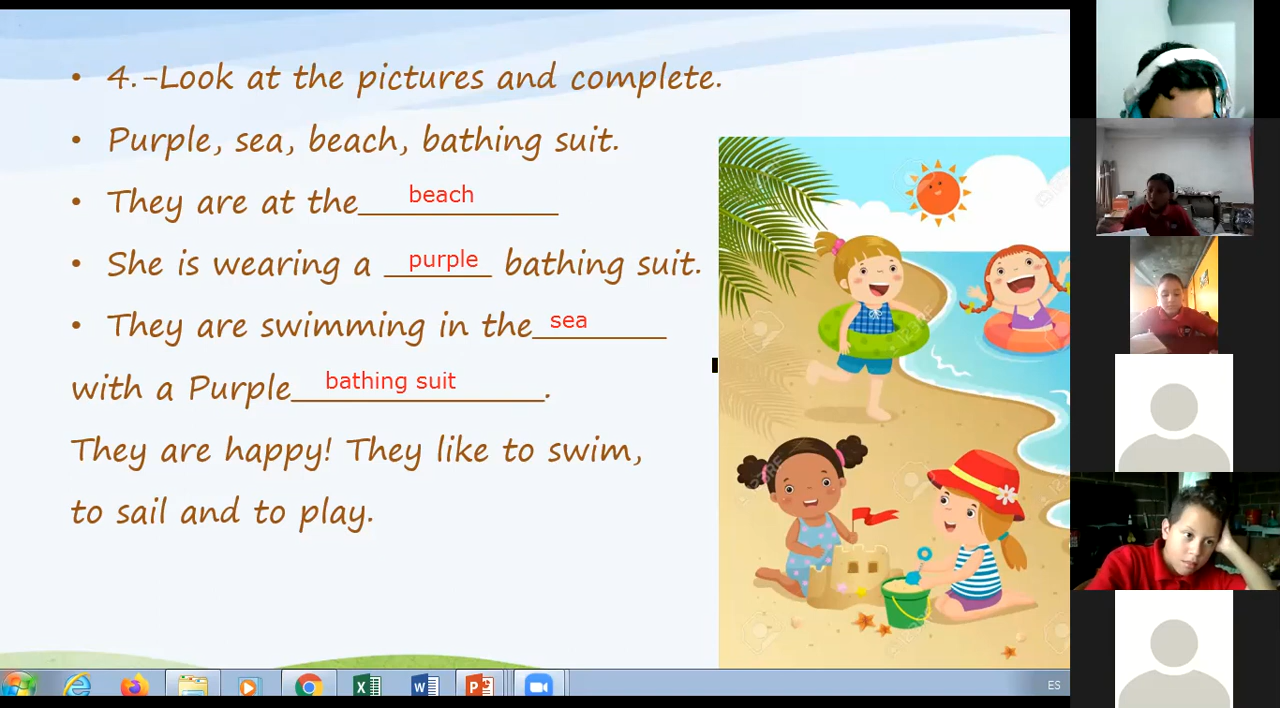 4.-Look at the pictures and complete.
Purple, sea, beach, bathing suit.
They are at the beach
She is wearing a purple bathing suit.
They are swimming in the sea
with a Purple bathing suit.
They are happy! They like to swim,
to sail and to play.
ES